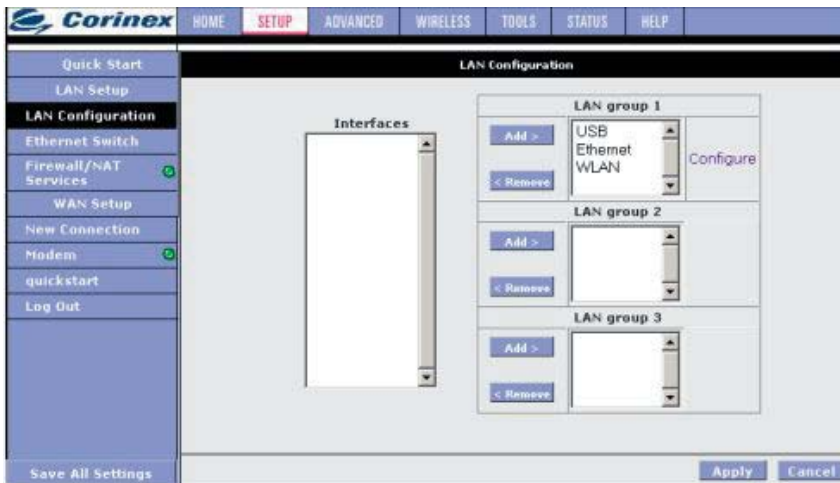 Corinex
HOME SETUP ADVANCED WIRELESS TOOLS STATUS HELP
Quick Start
LAN Setup
LAN Configuration
Ethernet Switch
Firewall/NAT
Services
WAN Setup
New Connection
Modem
quickstart
Log Out
Save All Settings
LAN Configuration
Interfaces
LAN group 1
Add >
< Remove
USB
Ethernet
WLAN
Configure
LAN group 2
Add >
< Remove
LAN group 3
Add >
< Remove
Apply Cancel